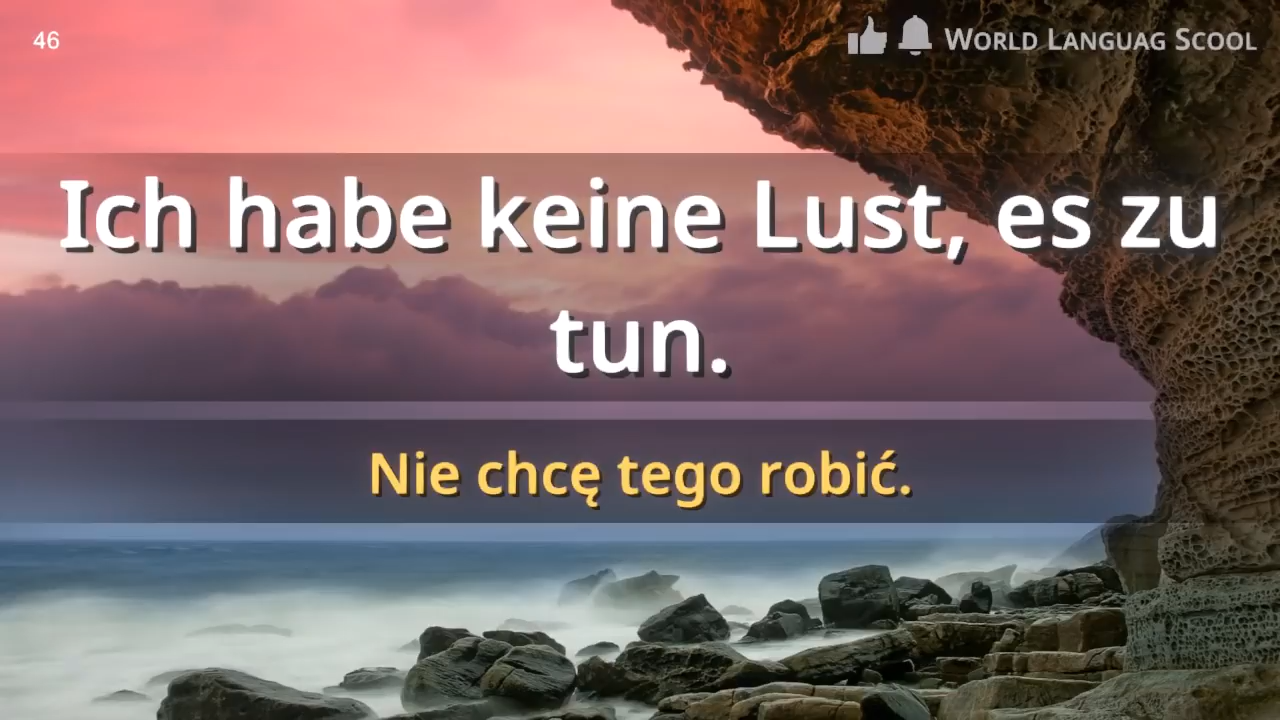 46
World Languag Scool
Ich habe keine Lust, es zu
tun.
Nie chcę tego robić.